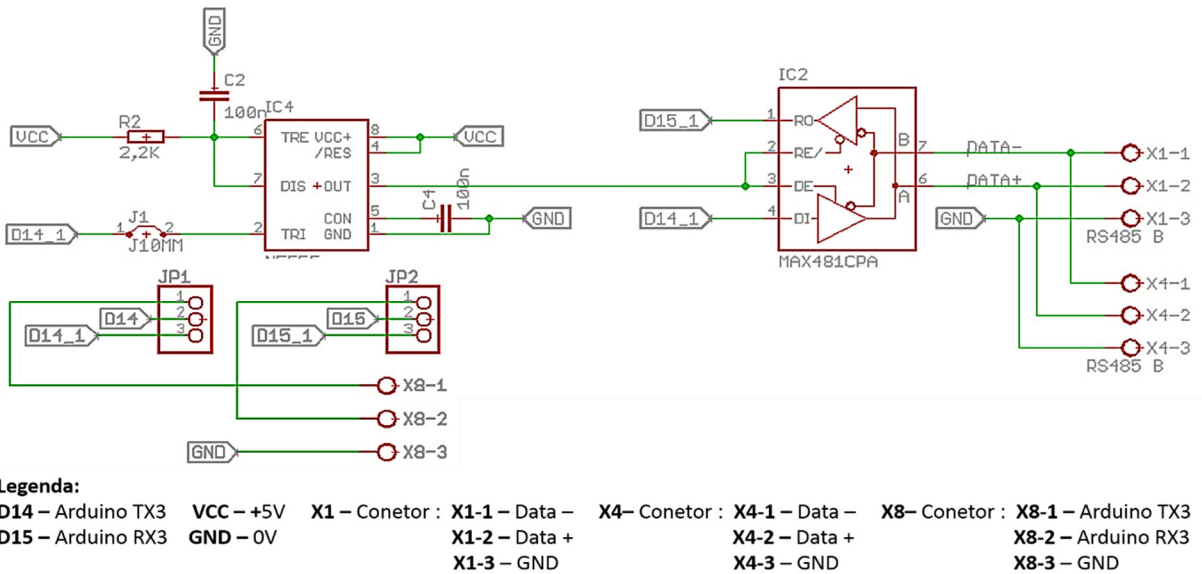 GND
C2
100n
IC4
VCC
R2
2,2K
6
TRE
VCC+
8
VCC
/RES
4
7
DIS
OUT
3
C4
100n
CON
5
GND
D14_1
J1
1
2
J10MM
2
TRI
GND
1
IC2
D15_1
1
RO
2
RE/
3
DE
D14_1
4
DI
B
7
DATA-
A
6
DATA+
GND
MAX481CPA
X1-1
X1-2
X1-3
RS485 B
X4-1
X4-2
X4-3
RS485 B
JP1
1
D14
2
D14_1
3
JP2
1
D15
2
D15_1
3
X8-1
X8-2
GND
X8-3
Legenda:
D14 – Arduino TX3 VCC – +5V X1 – Conetor : X1-1 – Data – X4– Conetor : X4-1 – Data – X8– Conetor : X8-1 – Arduino TX3
D15 – Arduino RX3 GND – 0V X1-2 – Data + X4-2 – Data + X8-2 – Arduino RX3
X1-3 – GND X4-3 – GND X8-3 – GND